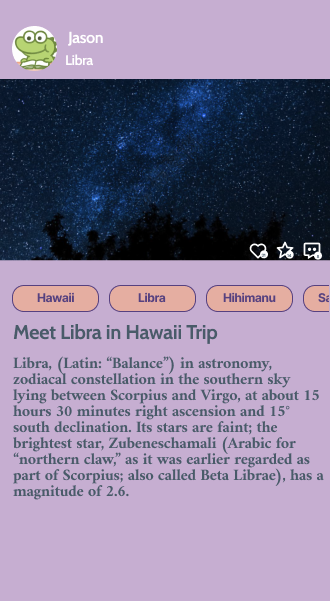 Jason
Libra
Hawaii
Libra
Hihimanu
Sa
Meet Libra in Hawaii Trip
Libra, (Latin: “Balance”) in astronomy,
zodiacal constellation in the southern sky
lying between Scorpius and Virgo, at about 15
hours 30 minutes right ascension and 15°
south declination. Its stars are faint; the
brightest star, Zubeneschamali (Arabic for
“northern claw,” as it was earlier regarded as
part of Scorpius; also called Beta Librae), has a
magnitude of 2.6.